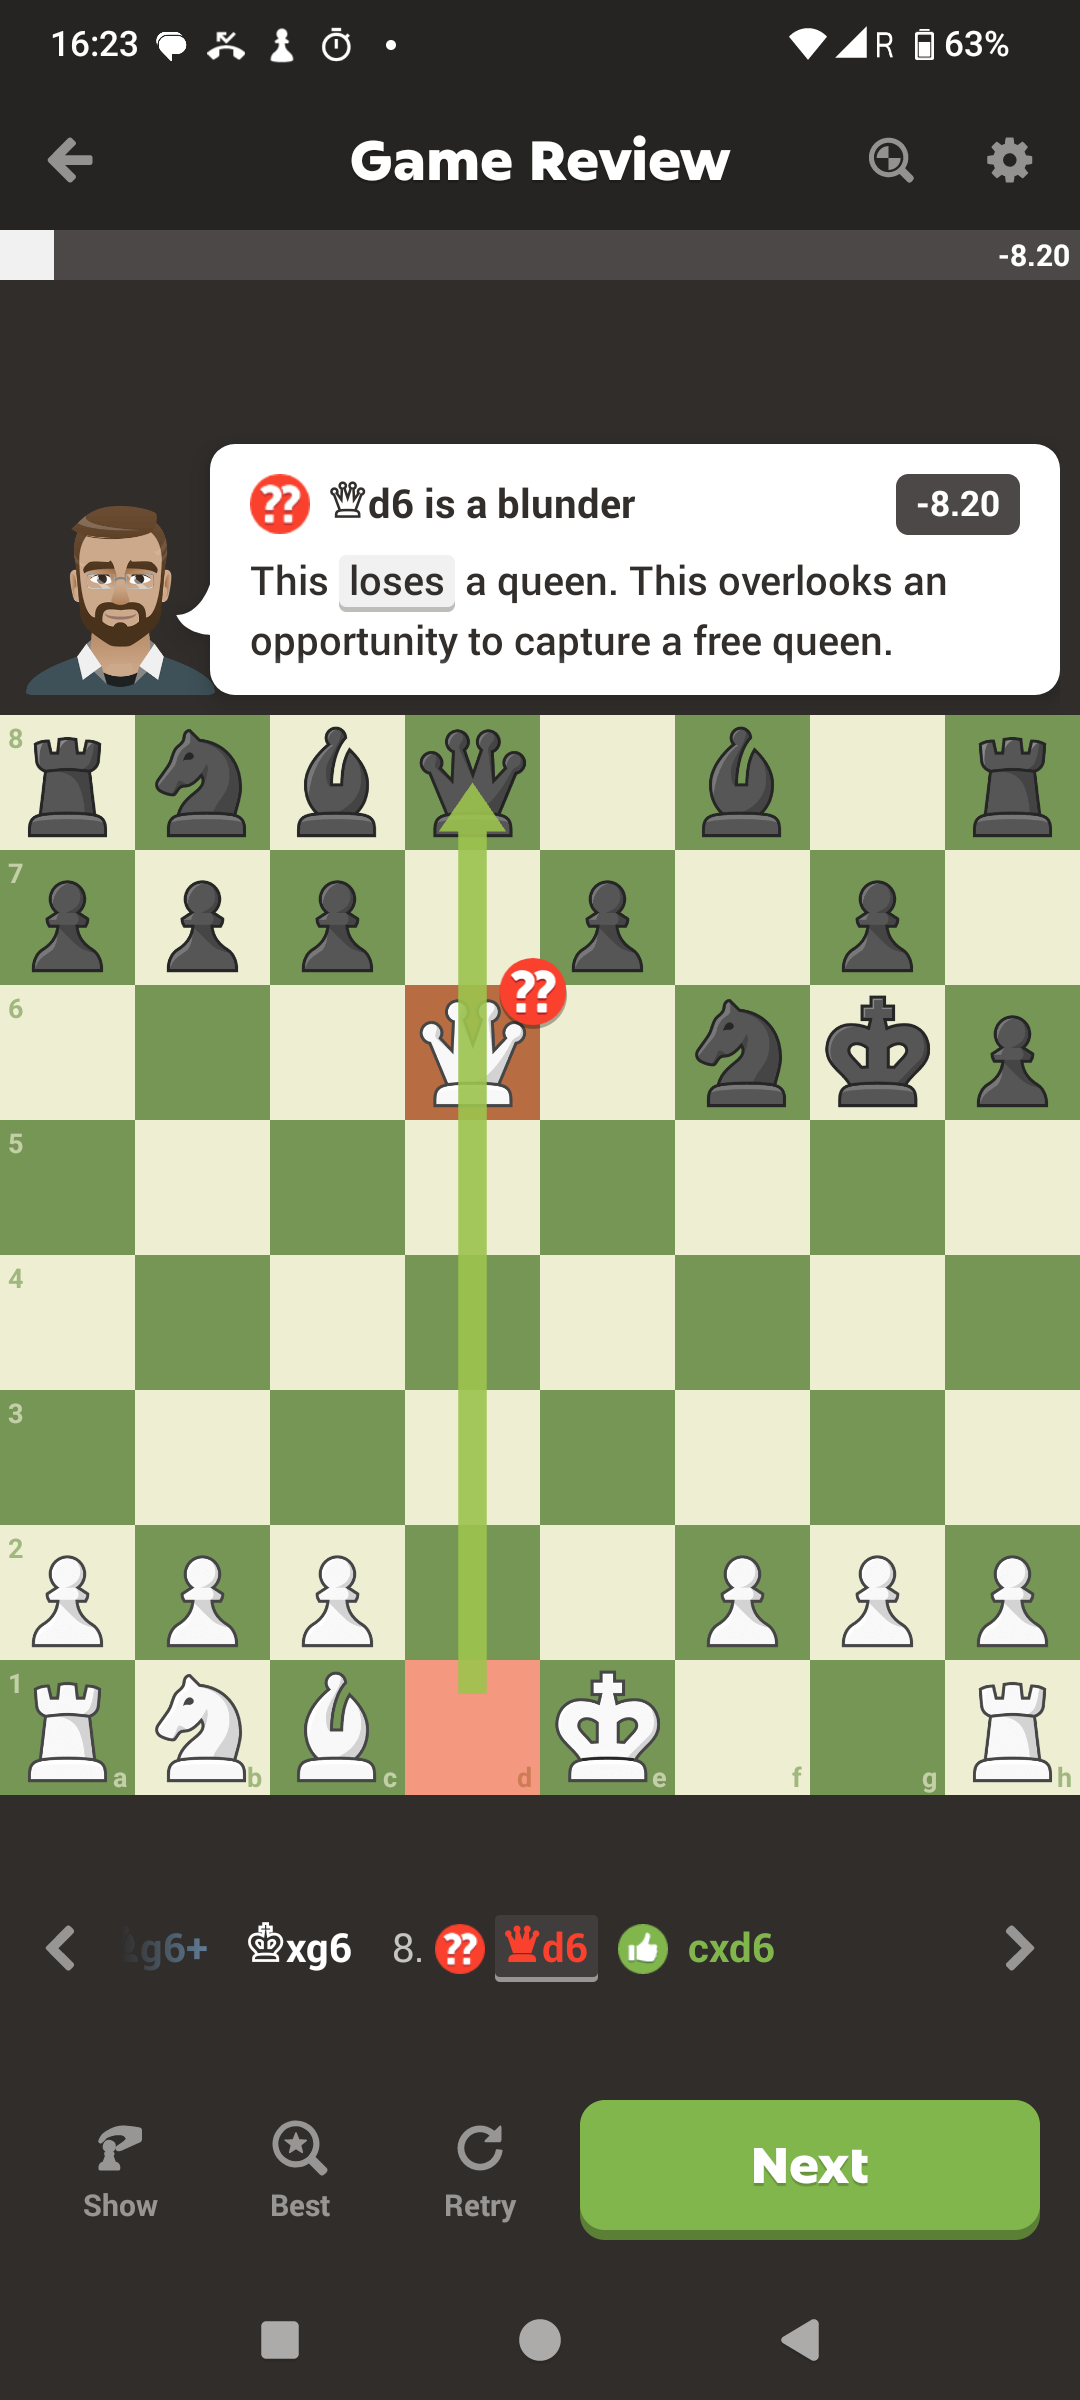 16:23
R 63%
Game Review
-8.20
?? d6 is a blunder -8.20
This loses a queen. This overlooks an
opportunity to capture a free queen.
8
7
??
6
5
4
3
2
1
a b c d e f g h
g6+ xg6 8. ?? d6 cxd6
Show Best Retry Next